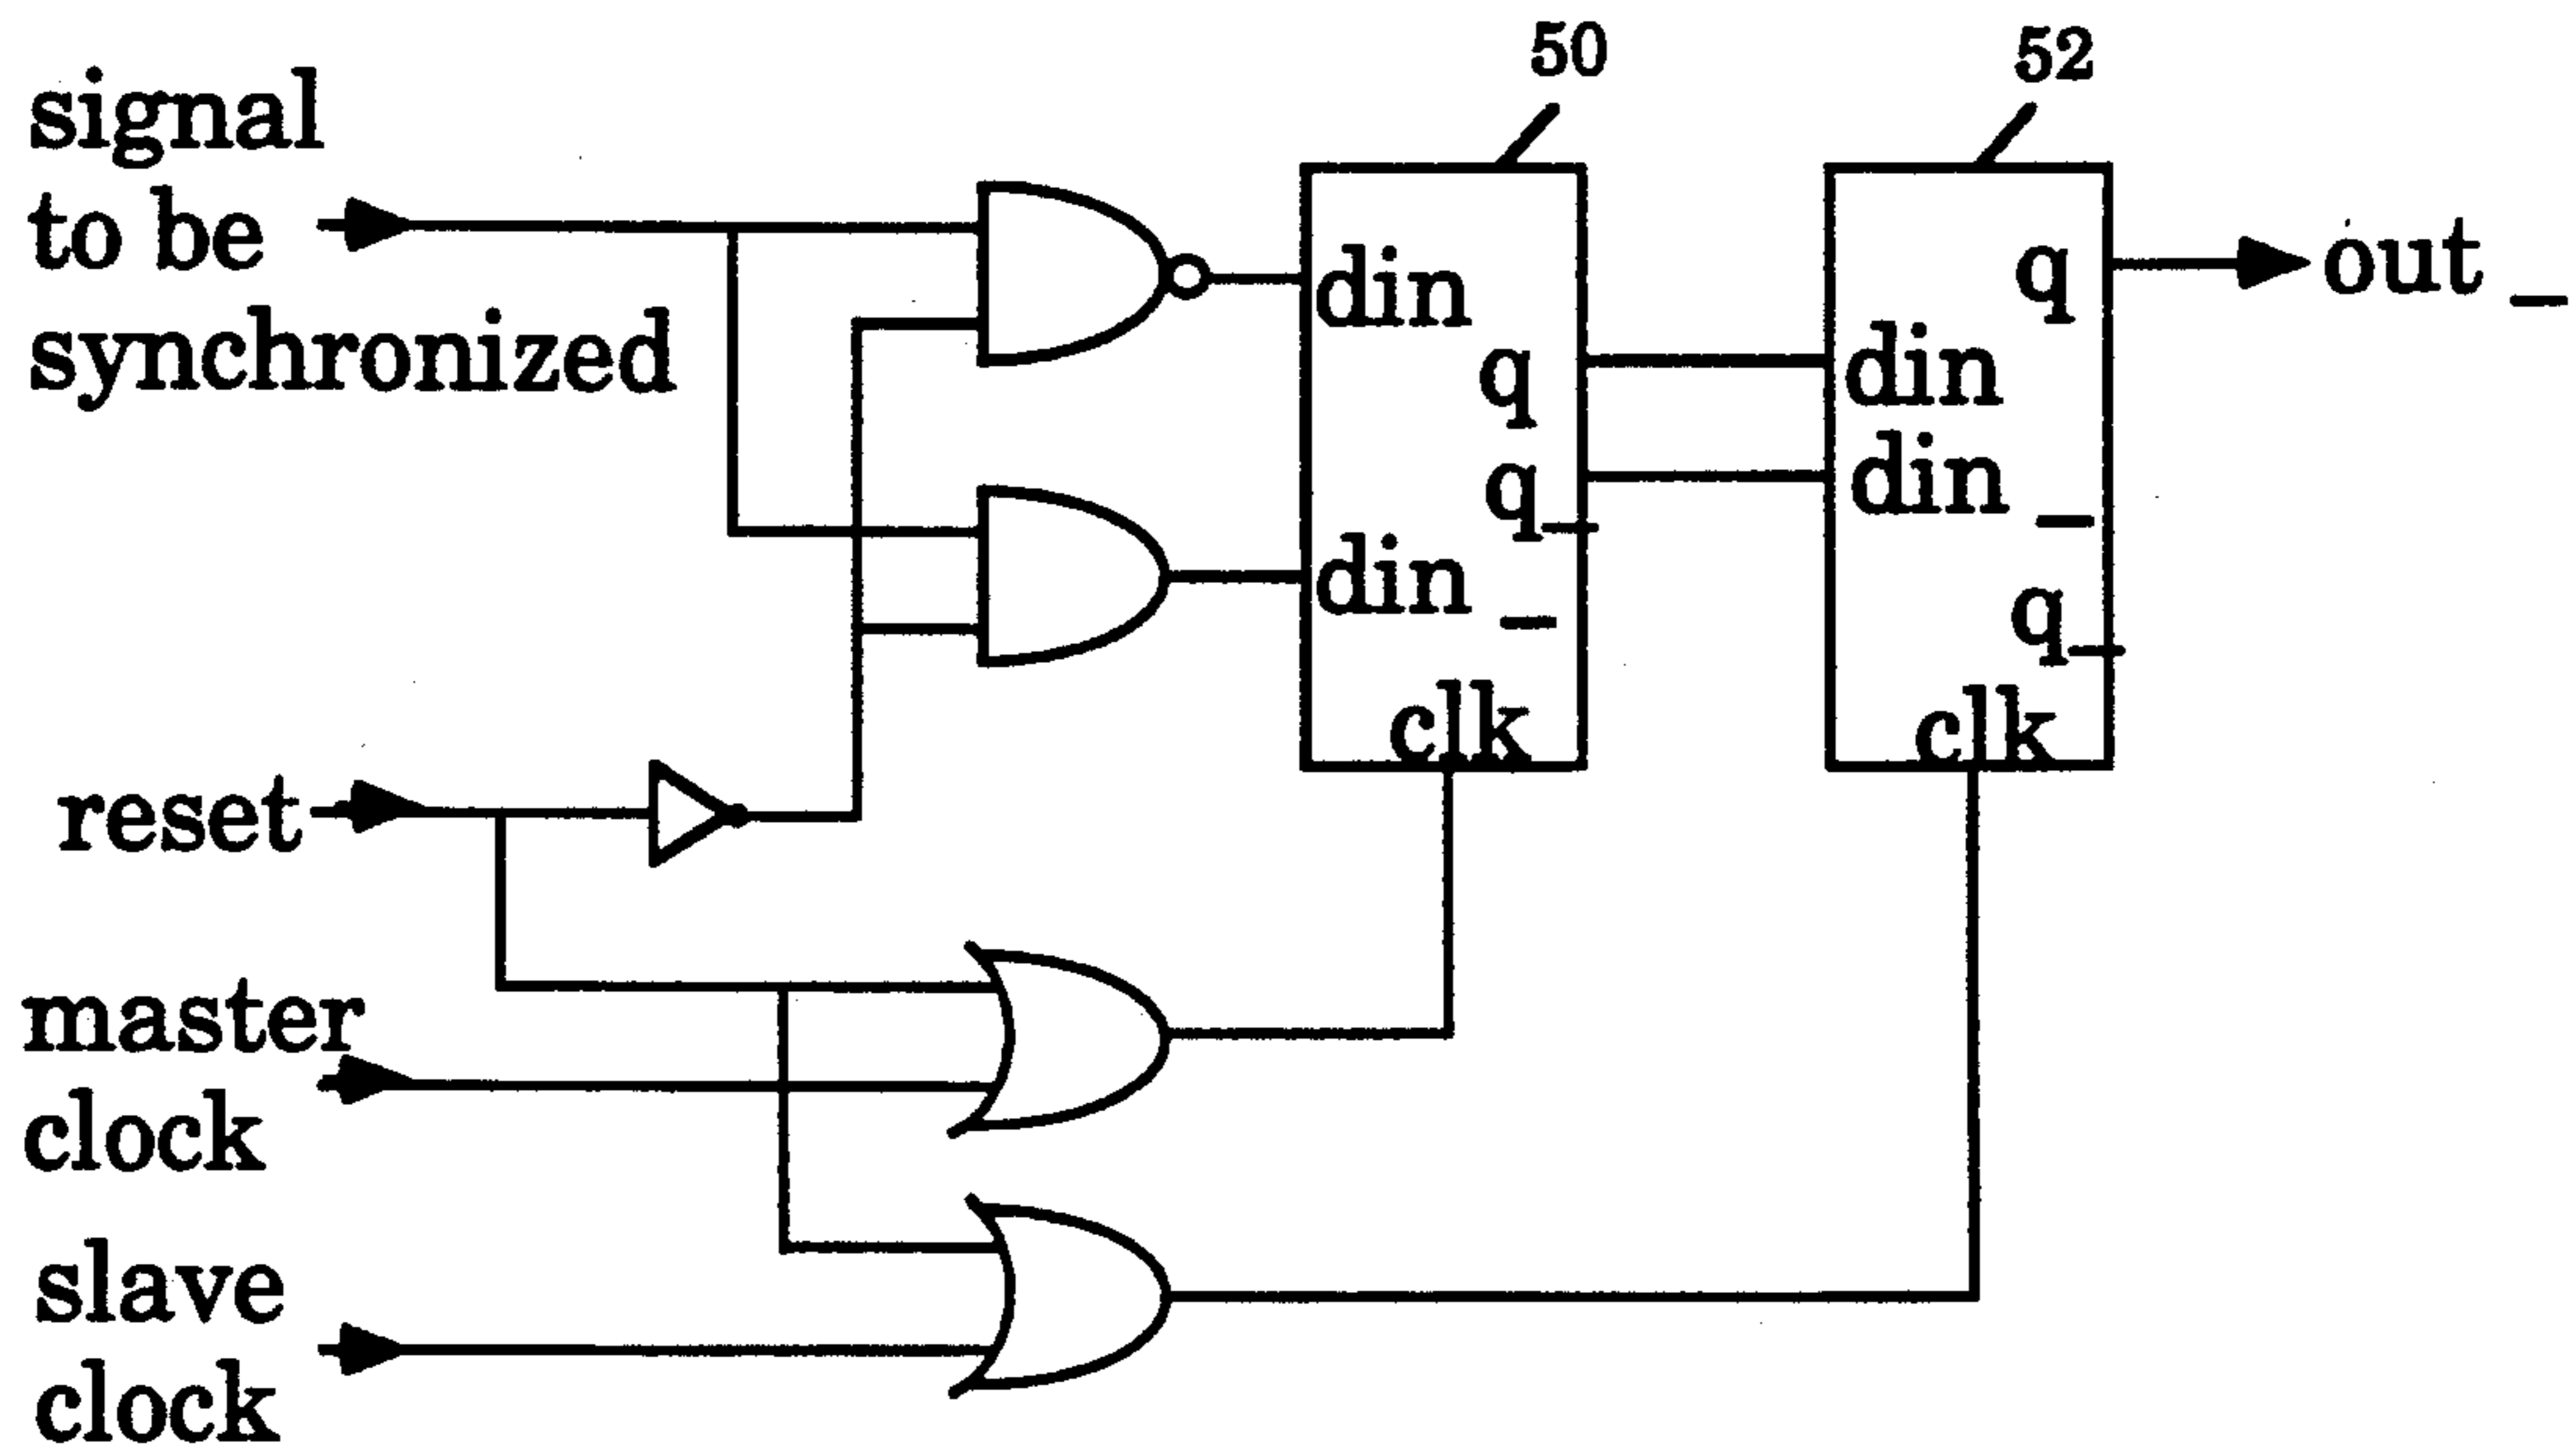 50
52
signal
to be
synchronized
din
q
q_
din _
clk
q
din
din _
q_
clk
out _
reset
master
clock
slave
clock